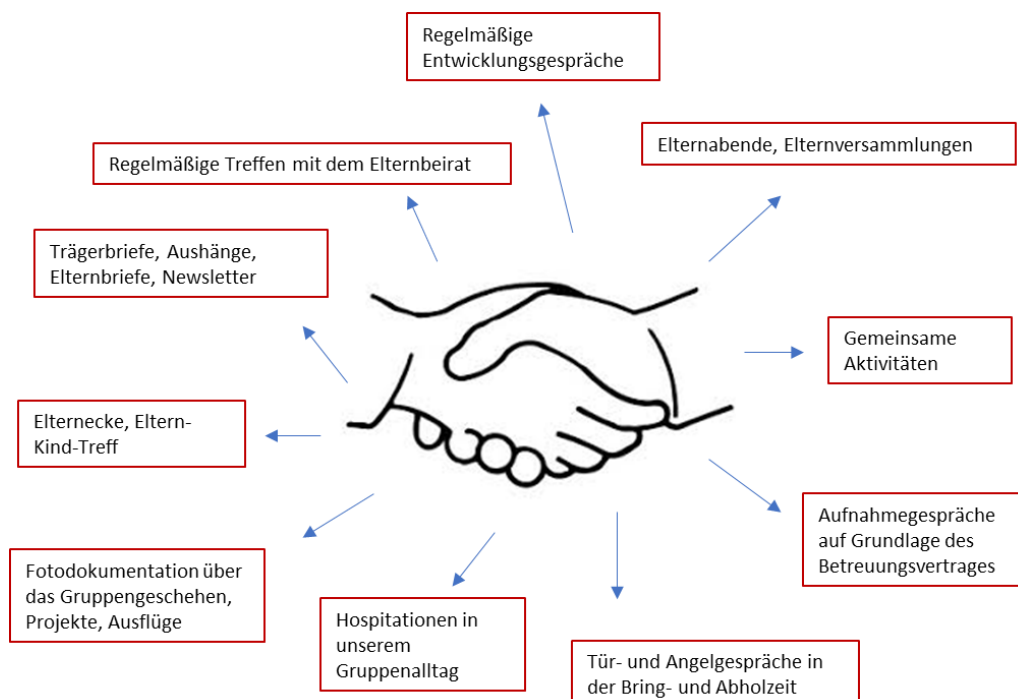 Regelmäßige
Entwicklungsgespräche
Elternabende, Elternversammlungen
Regelmäßige Treffen mit dem Elternbeirat
Trägerbriefe, Aushänge,
Elternbriefe, Newsletter
Gemeinsame
Aktivitäten
Elternecke, Eltern-
Kind-Treff
Aufnahmegespräche
auf Grundlage des
Betreuungsvertrages
Fotodokumentation über
das Gruppengeschehen,
Projekte, Ausflüge
Hospitationen in
unserem
Gruppenalltag
Tür- und Angelgespräche in
der Bring- und Abholzeit